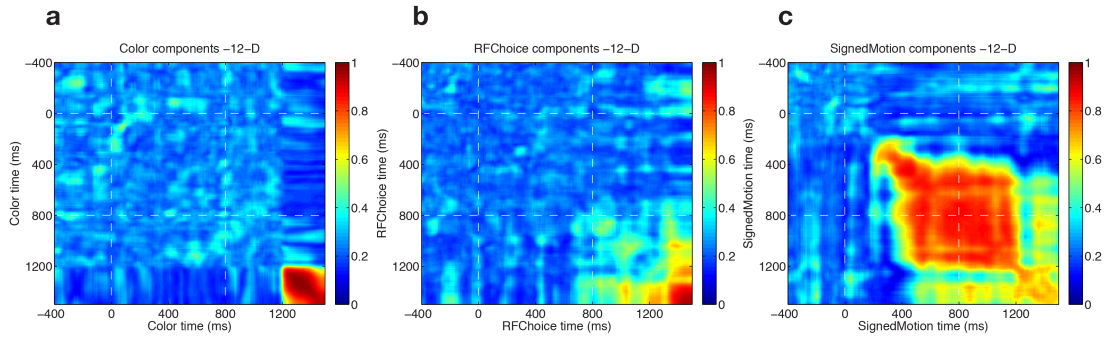 a
Color components −12−D
−400
0
400
800
1200
Color time (ms)
−400 0 400 800 1200
Color time (ms)
1
0.8
0.6
0.4
0.2
0
b
RFChoice components −12−D
−400
0
400
800
1200
RFChoice time (ms)
−400 0 400 800 1200
RFChoice time (ms)
1
0.8
0.6
0.4
0.2
0
c
SignedMotion components −12−D
−400
0
400
800
1200
SignedMotion time (ms)
−400 0 400 800 1200
SignedMotion time (ms)
1
0.8
0.6
0.4
0.2
0